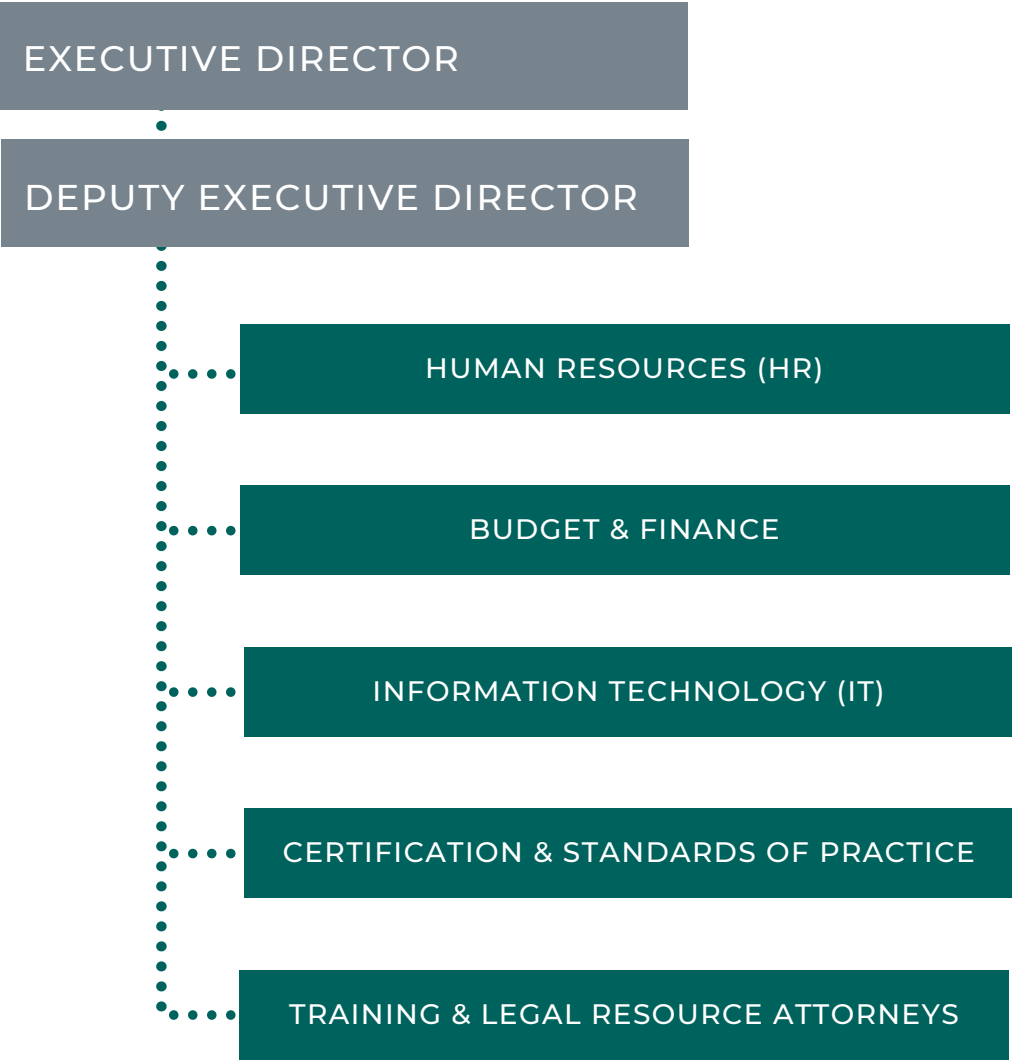 EXECUTIVE DIRECTOR
DEPUTY EXECUTIVE DIRECTOR
HUMAN RESOURCES (HR)
BUDGET & FINANCE
INFORMATION TECHNOLOGY (IT)
CERTIFICATION & STANDARDS OF PRACTICE
TRAINING & LEGAL RESOURCE ATTORNEYS